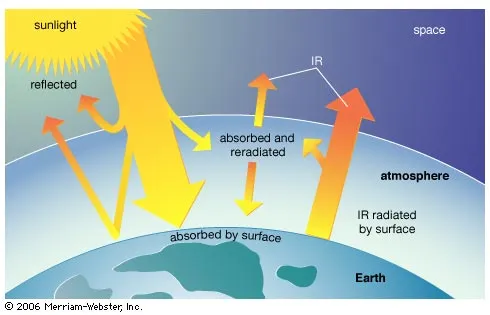 sunlight
space
IR
reflected
absorbed and
reradiated
atmosphere
IR radiated
by surface
absorbed by surface
Earth
© 2006 Merriam-Webster, Inc.